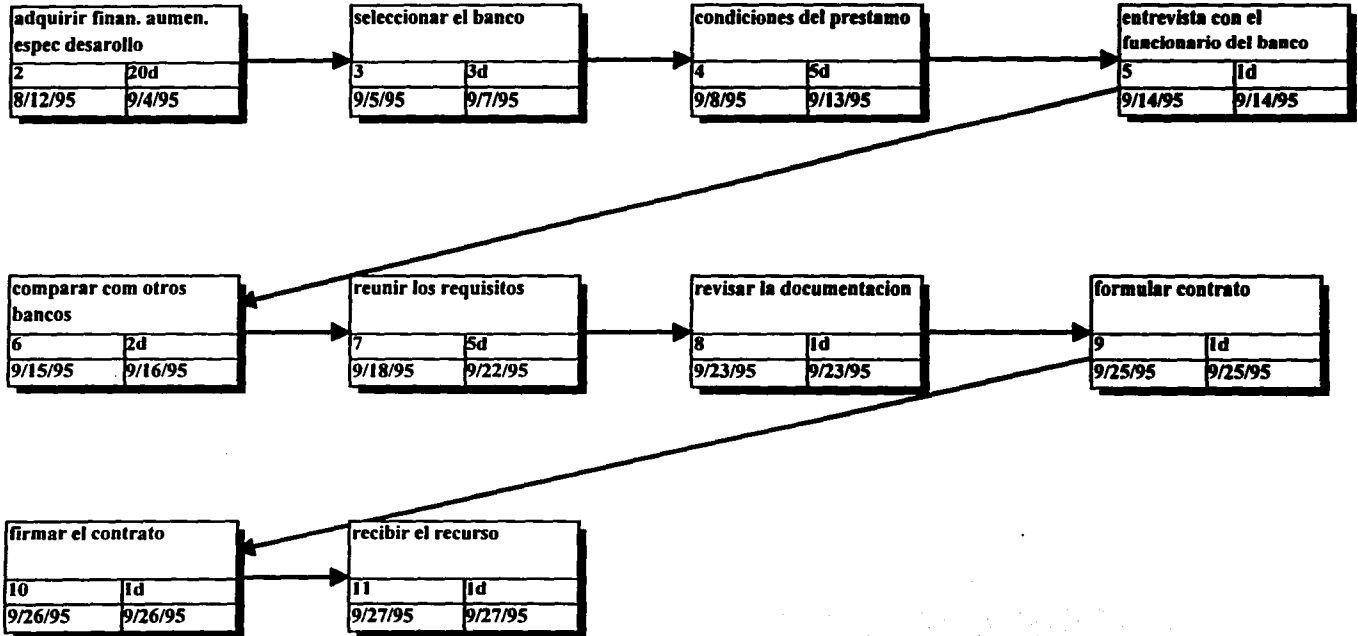 adquirir finan. aumen.
espec desarollo
2 20d
8/12/95 9/4/95
seleccionar el banco
3 3d
9/5/95 9/7/95
condiciones del prestamo
4 5d
9/8/95 9/13/95
entrevista con el
funcionario del banco
5 1d
9/14/95 9/14/95
comparar com otros
bancos
6 2d
9/15/95 9/16/95
reunir los requisitos
7 5d
9/18/95 9/22/95
revisar la documentacion
8 1d
9/23/95 9/23/95
formular contrato
9 1d
9/25/95 9/25/95
firmar el contrato
10 1d
9/26/95 9/26/95
recibir el recurso
11 1d
9/27/95 9/27/95